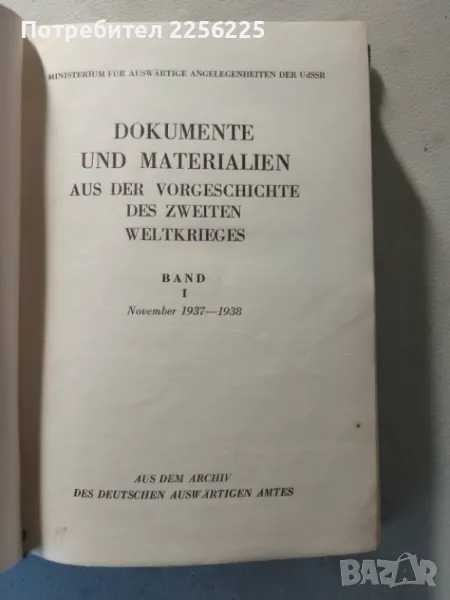 Потребител 2256225
MINISTERIUM FÜR AUSWÄRTIGE ANGELEGENHEITEN DER UdSSR
DOKUMENTE
UND MATERIALIEN
AUS DER VORGESCHICHTE
DES ZWEITEN
WELTKRIEGES
BAND
I
November 1937—1938
AUS DEM ARCHIV
DES DEUTSCHEN AUSWÄRTIGEN AMTES
BAZAR